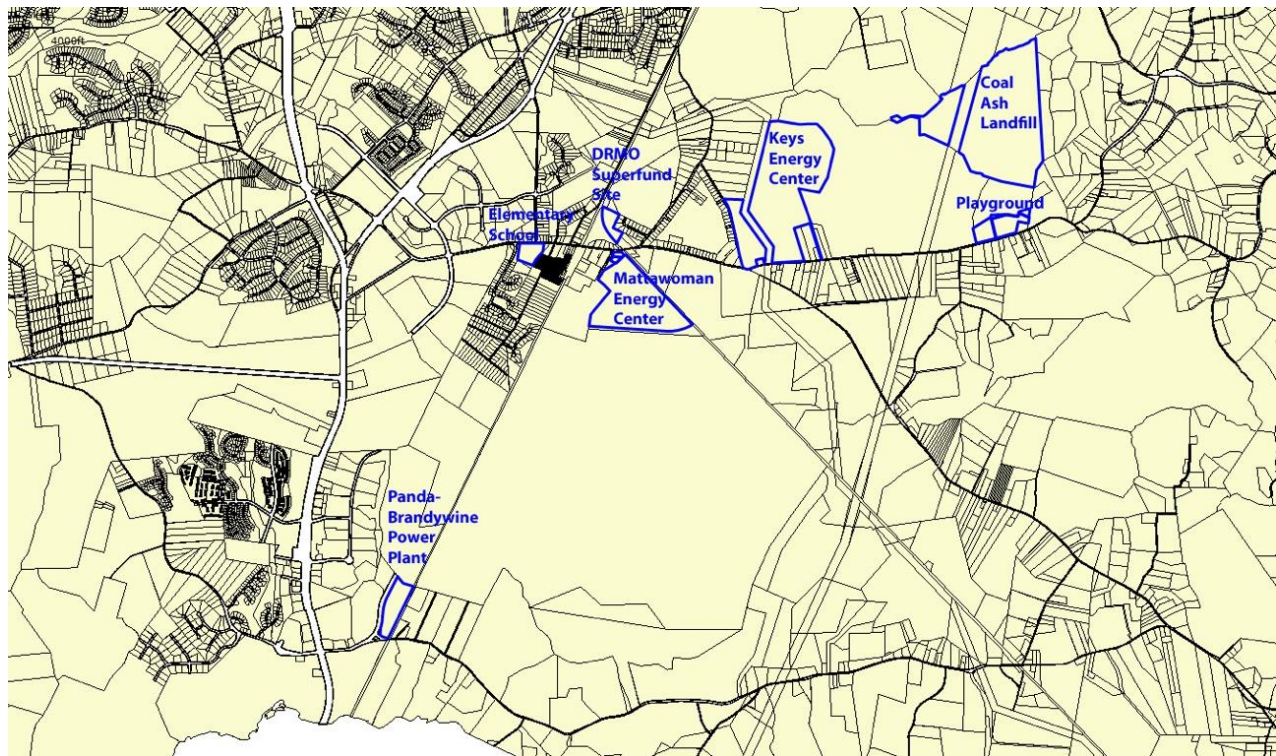 4000ft
Coal
Ash
Landfill
Keys
Energy
Center
DRMO
Superfund
Site
Playground
Elementary
School
Mattawoman
Energy
Center
Panda-
Brandywine
Power
Plant